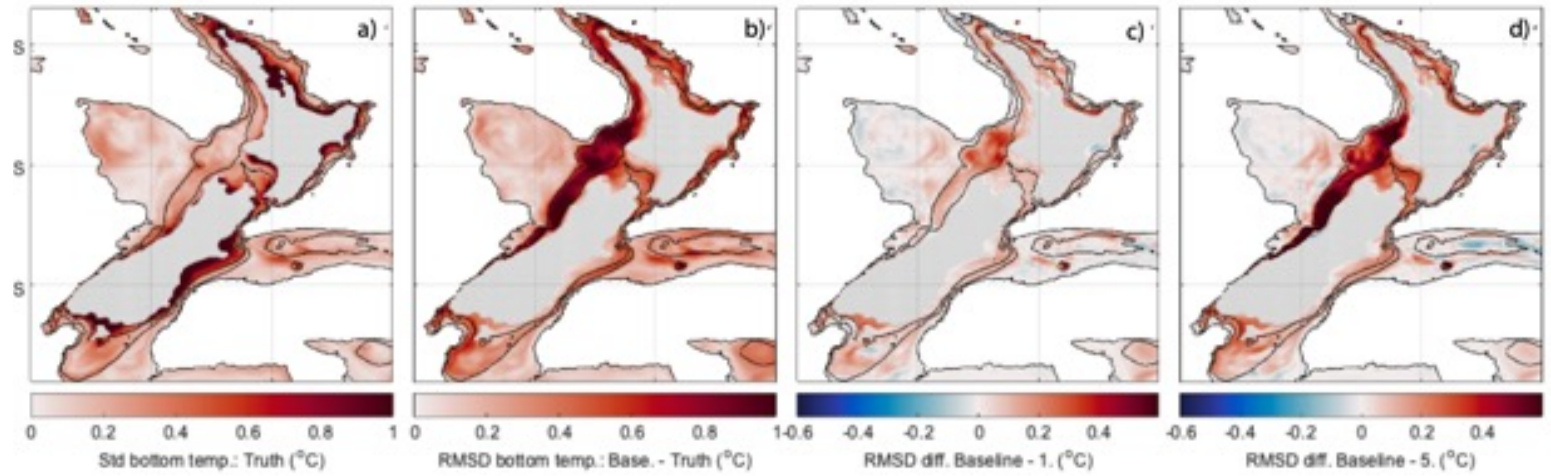 a) b) c) d)
S S S S
S S S S
S S S S
0 0.2 0.4 0.6 0.8 1 0 0.2 0.4 0.6 0.8 1 -0.6 -0.4 -0.2 0 0.2 0.4 -0.6 -0.4 -0.2 0 0.2 0.4
Std bottom temp.: Truth (°C) RMSD bottom temp.: Base. - Truth (°C) RMSD diff. Baseline - 1. (°C) RMSD diff. Baseline - 5. (°C)